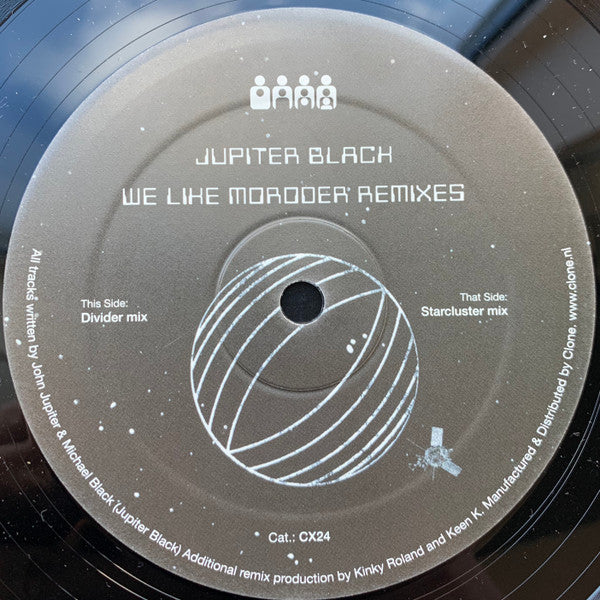 JUPITER BLACK
WE LIKE MORODER REMIXES
This Side:
Divider mix
That Side:
Starcluster mix
Cat.: CX24
All tracks written by John Jupiter & Michael Black (Jupiter Black) Additional remix production by Kinky Roland and Keen K. Manufactured & Distributed by Clone. www.clone.nl